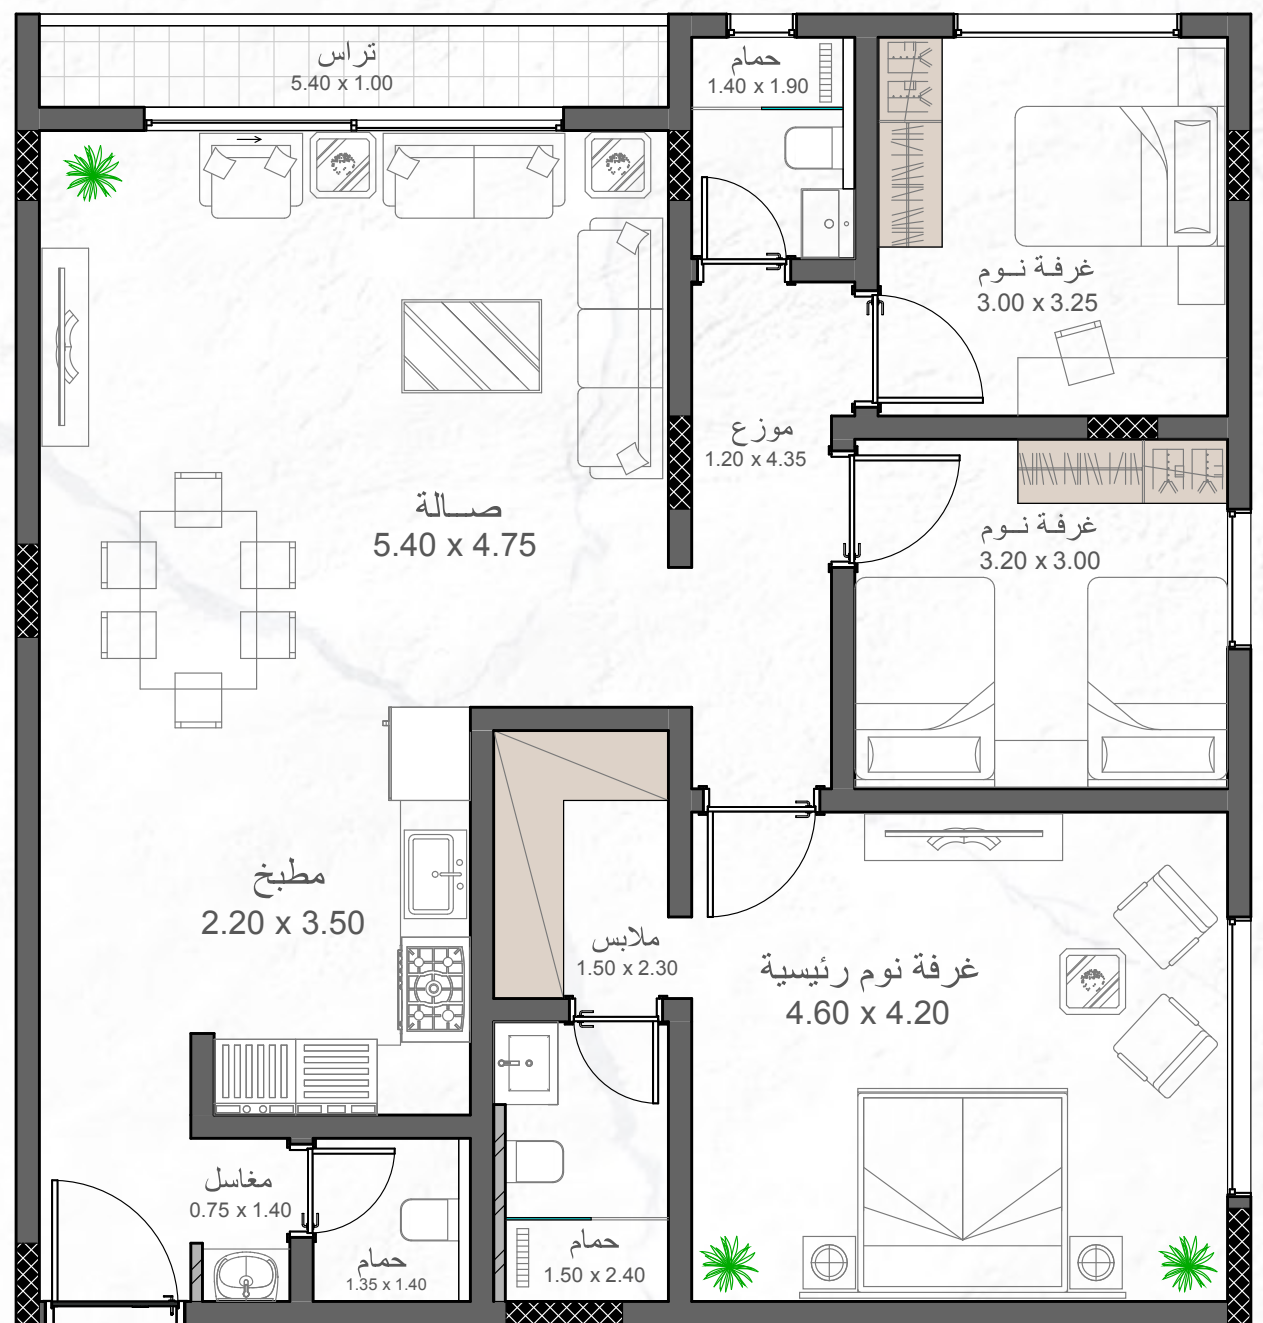 تراس
5.40 x 1.00
حمام
1.40 x 1.90
غرفة نـوم
3.00 x 3.25
موزع
1.20 x 4.35
صـــالة
5.40 x 4.75
غرفة نـوم
3.20 x 3.00
مطبخ
2.20 x 3.50
ملابس
1.50 x 2.30
غرفة نوم رئيسية
4.60 x 4.20
مغاسل
0.75 x 1.40
حمام
1.35 x 1.40
حمام
1.50 x 2.40